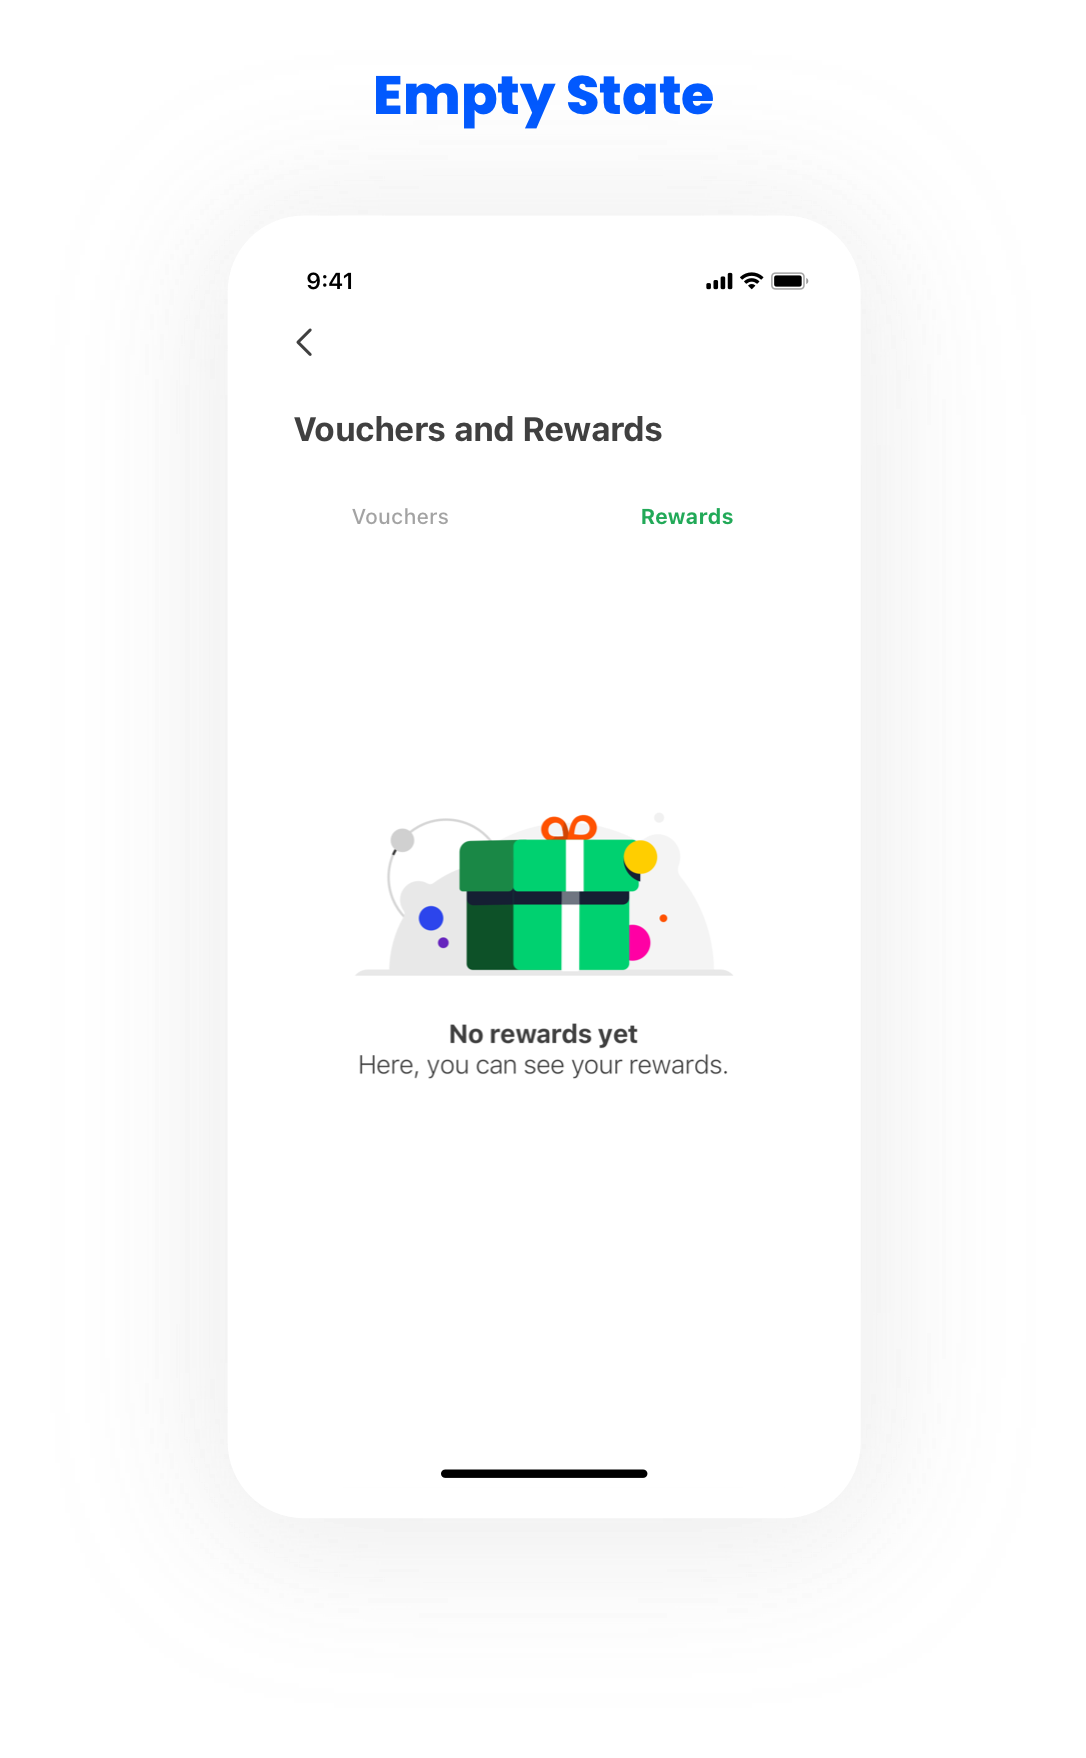 Empty State
9:41
Vouchers and Rewards
Vouchers
Rewards
No rewards yet
Here, you can see your rewards.